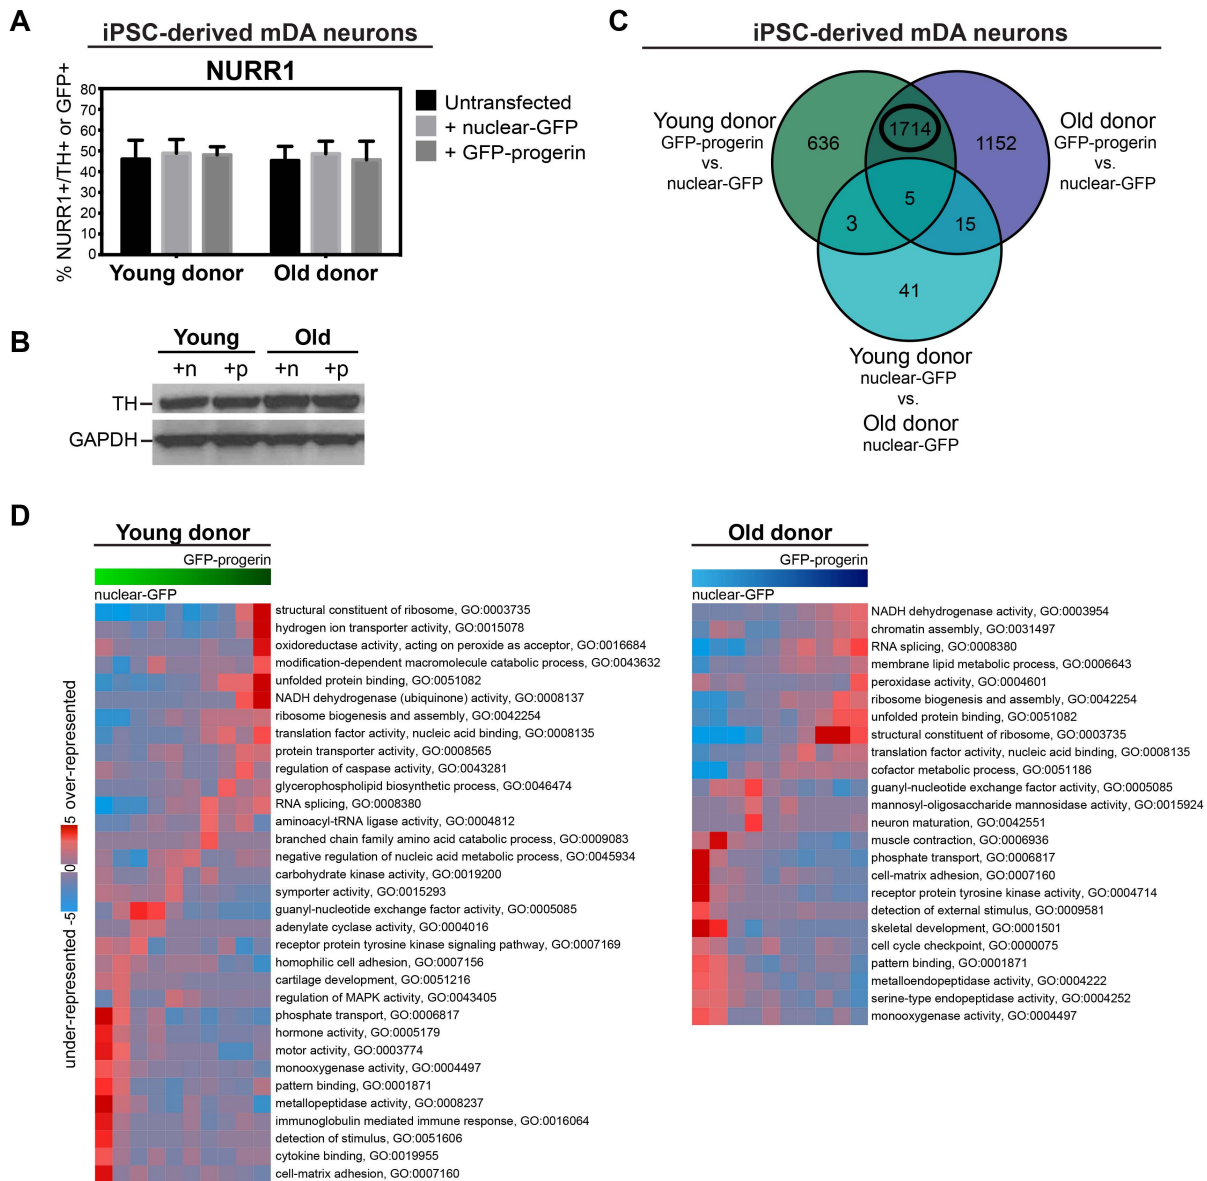 A
iPSC-derived mDA neurons
NURR1
% NURR1+/TH+ or GFP+
80
70
60
50
40
30
20
10
0
Young donor
Old donor
Untransfected
+ nuclear-GFP
+ GFP-progerin
B
Young
Old
+n
+p
+n
+p
TH
GAPDH
C
iPSC-derived mDA neurons
Young donor
GFP-progerin
vs.
nuclear-GFP
Old donor
GFP-progerin
vs.
nuclear-GFP
636
1714
1152
5
3
15
41
Young donor
nuclear-GFP
vs.
Old donor
nuclear-GFP
D
Young donor
GFP-progerin
nuclear-GFP
under-represented -5 0 5 over-represented
structural constituent of ribosome, GO:0003735
hydrogen ion transporter activity, GO:0015078
oxidoreductase activity, acting on peroxide as acceptor, GO:0016684
modification-dependent macromolecule catabolic process, GO:0043632
unfolded protein binding, GO:0051082
NADH dehydrogenase (ubiquinone) activity, GO:0008137
ribosome biogenesis and assembly, GO:0042254
translation factor activity, nucleic acid binding, GO:0008135
protein transporter activity, GO:0008565
regulation of caspase activity, GO:0043281
glycerophospholipid biosynthetic process, GO:0046474
RNA splicing, GO:0008380
aminoacyl-tRNA ligase activity, GO:0004812
branched chain family amino acid catabolic process, GO:0009083
negative regulation of nucleic acid metabolic process, GO:0045934
carbohydrate kinase activity, GO:0019200
symporter activity, GO:0015293
guanyl-nucleotide exchange factor activity, GO:0005085
adenylate cyclase activity, GO:0004016
receptor protein tyrosine kinase signaling pathway, GO:0007169
homophilic cell adhesion, GO:0007156
cartilage development, GO:0051216
regulation of MAPK activity, GO:0043405
phosphate transport, GO:0006817
hormone activity, GO:0005179
motor activity, GO:0003774
monooxygenase activity, GO:0004497
pattern binding, GO:0001871
metallopeptidase activity, GO:0008237
immunoglobulin mediated immune response, GO:0016064
detection of stimulus, GO:0051606
cytokine binding, GO:0019955
cell-matrix adhesion, GO:0007160
Old donor
GFP-progerin
nuclear-GFP
NADH dehydrogenase activity, GO:0003954
chromatin assembly, GO:0031497
RNA splicing, GO:0008380
membrane lipid metabolic process, GO:0006643
peroxidase activity, GO:0004601
ribosome biogenesis and assembly, GO:0042254
unfolded protein binding, GO:0051082
structural constituent of ribosome, GO:0003735
translation factor activity, nucleic acid binding, GO:0008135
cofactor metabolic process, GO:0051186
guanyl-nucleotide exchange factor activity, GO:0005085
mannosyl-oligosaccharide mannosidase activity, GO:0015924
neuron maturation, GO:0042551
muscle contraction, GO:0006936
phosphate transport, GO:0006817
cell-matrix adhesion, GO:0007160
receptor protein tyrosine kinase activity, GO:0004714
detection of external stimulus, GO:0009581
skeletal development, GO:0001501
cell cycle checkpoint, GO:0000075
pattern binding, GO:0001871
metalloendopeptidase activity, GO:0004222
serine-type endopeptidase activity, GO:0004252
monooxygenase activity, GO:0004497